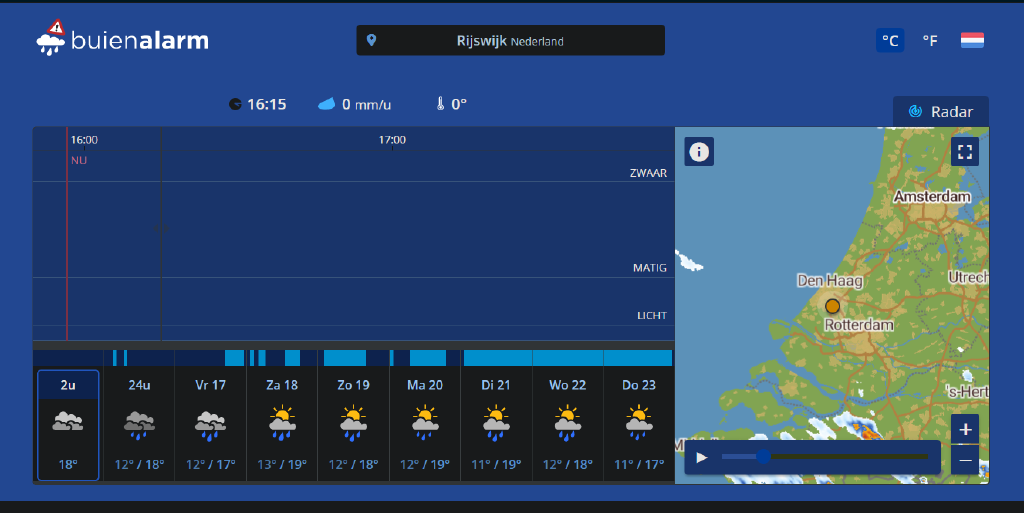 buienalarm
Rijswijk Nederland
°C
°F
16:15
0 mm/u
0°
Radar
16:00
17:00
NU
ZWAAR
MATIG
LICHT
2u
24u
Vr 17
Za 18
Zo 19
Ma 20
Di 21
Wo 22
Do 23
18°
12° / 18°
12° / 17°
13° / 19°
12° / 18°
12° / 19°
11° / 19°
12° / 18°
11° / 17°
i
Amsterdam
Den Haag
Utrech
Rotterdam
's-Hert
+
−